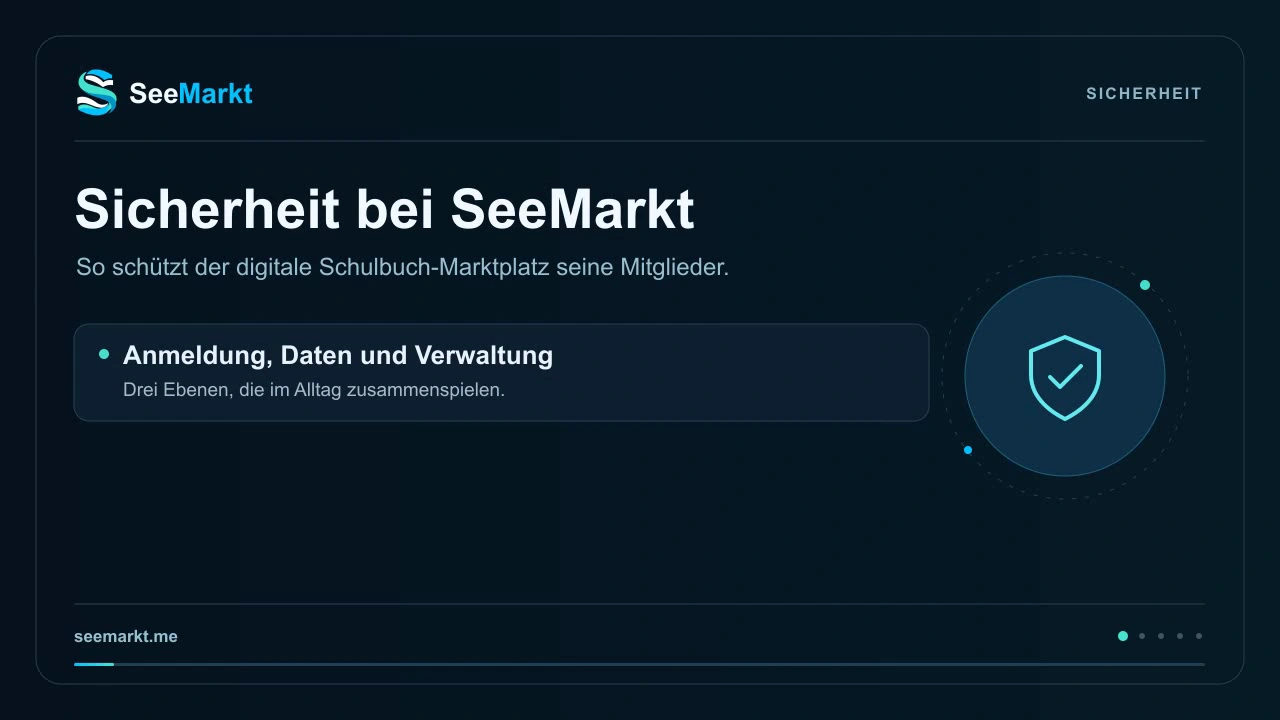 SeeMarkt
SICHERHEIT
Sicherheit bei SeeMarkt
So schützt der digitale Schulbuch-Marktplatz seine Mitglieder.
Anmeldung, Daten und Verwaltung
Drei Ebenen, die im Alltag zusammenspielen.
seemarkt.me